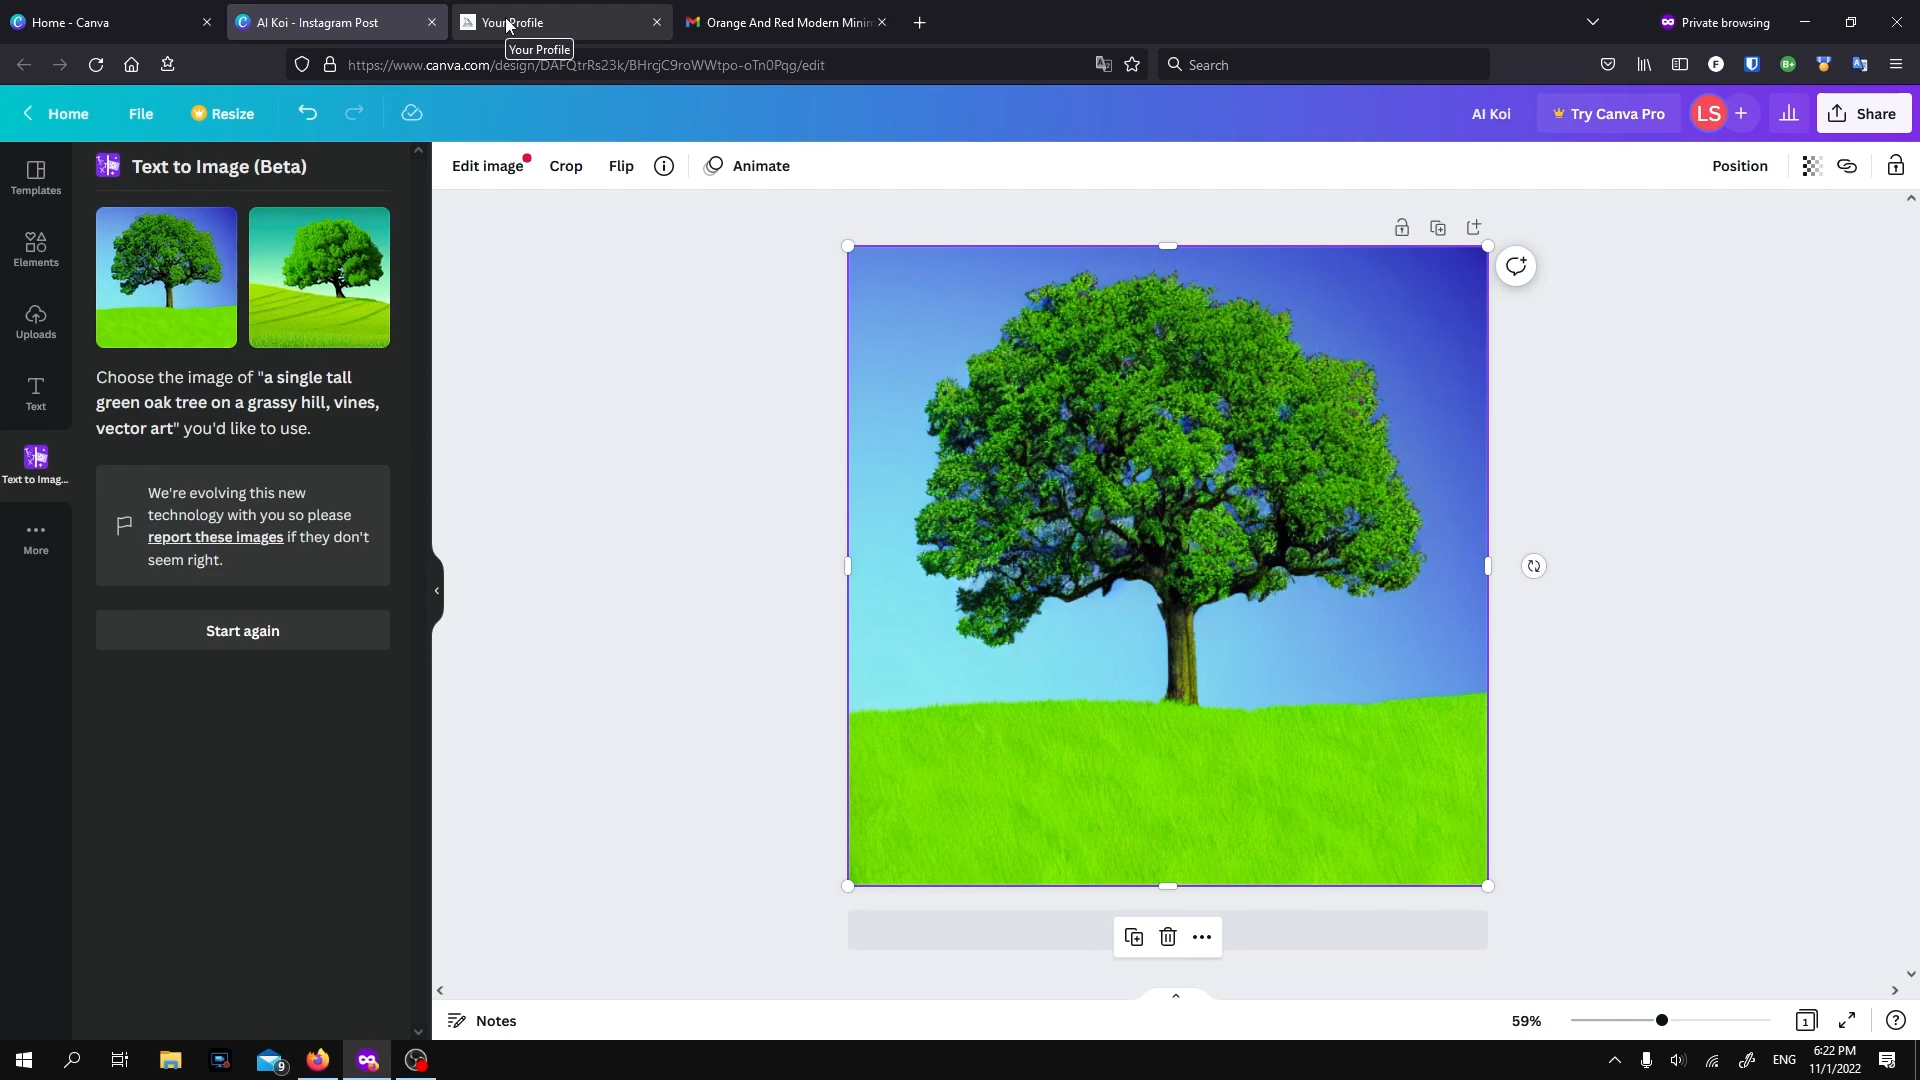 Home - Canva
AI Koi - Instagram Post
Your Profile
Orange And Red Modern Minim
Private browsing
Your Profile
https://www.canva.com/design/DAFQtrRs23k/BHrcjC9roWWtpo-oTn0Pqg/edit
Search
Home
File
Resize
AI Koi
Try Canva Pro
LS
Share
Templates
Elements
Uploads
Text
Text to Imag...
More
Text to Image (Beta)
Choose the image of "a single tall
green oak tree on a grassy hill, vines,
vector art" you'd like to use.
We're evolving this new
technology with you so please
report these images if they don't
seem right.
Start again
Edit image
Crop
Flip
Animate
Position
Notes
59%
1
9
ENG
6:22 PM
11/1/2022